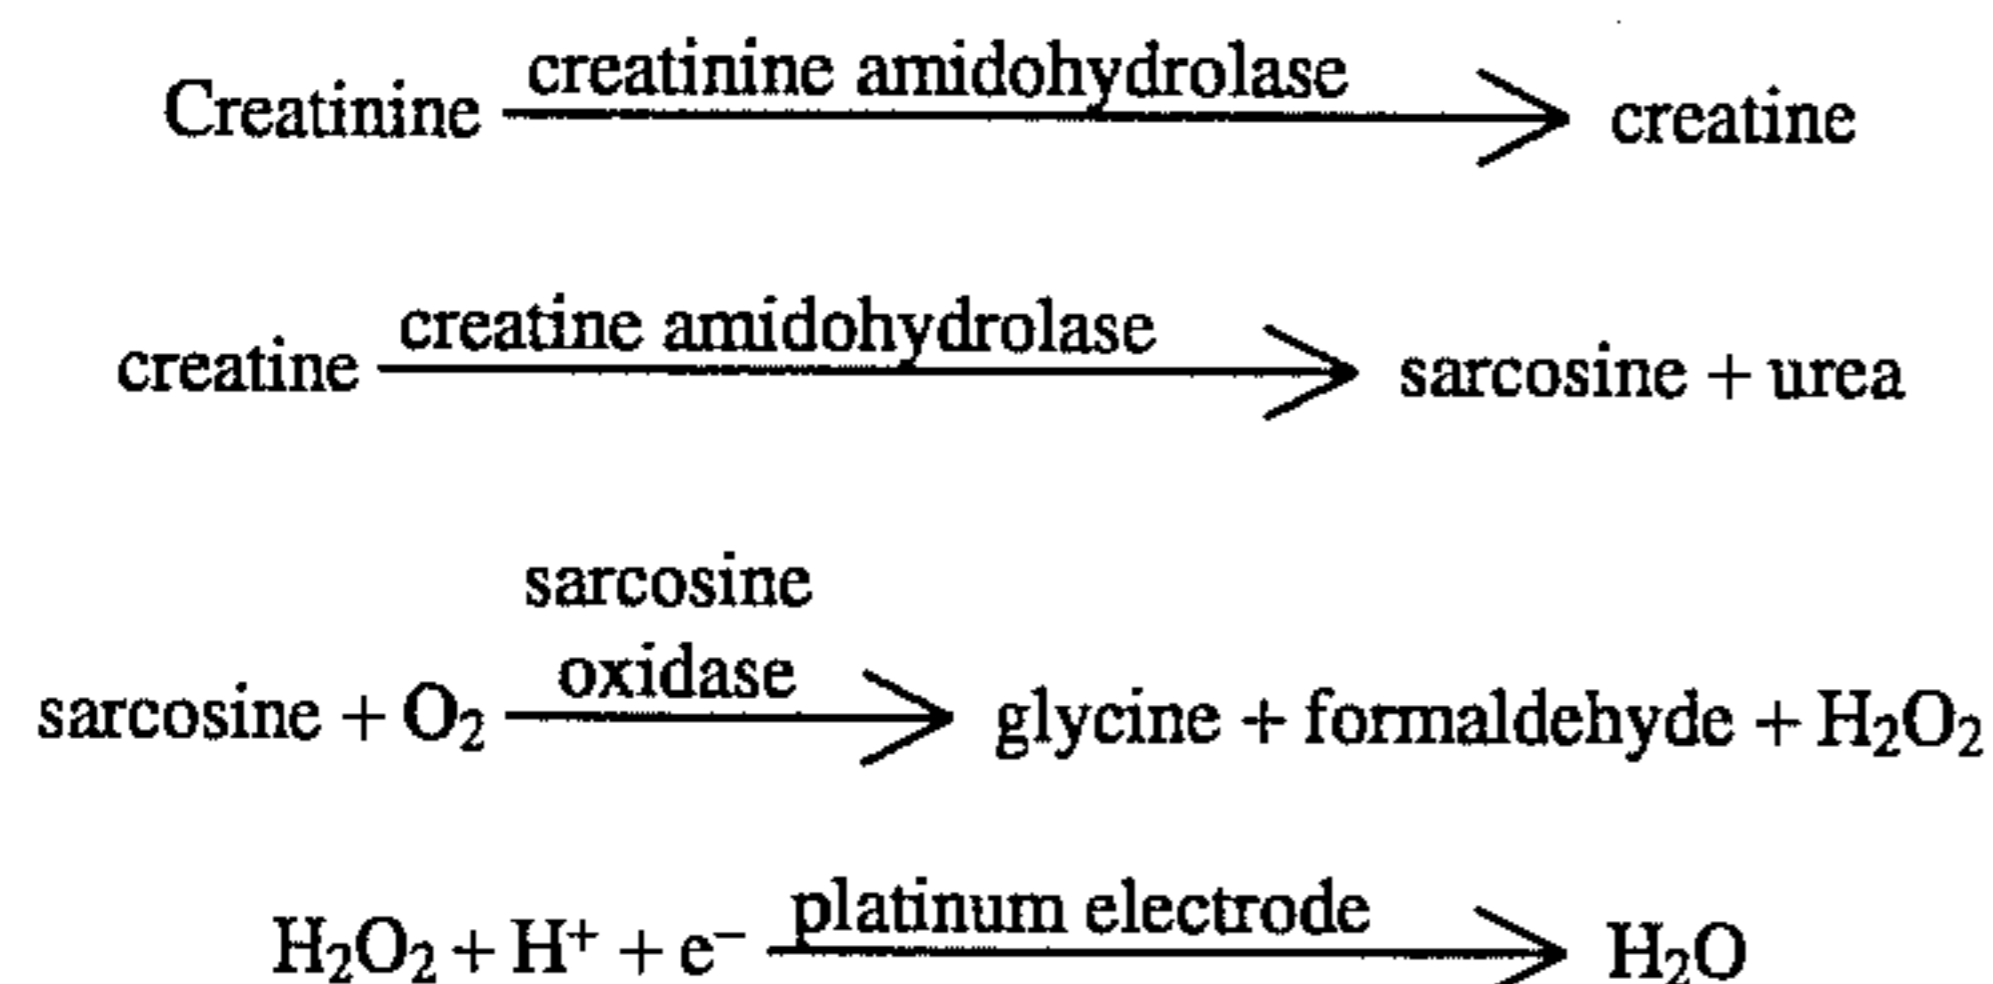 creatinine amidohydrolase
Creatinine → creatine
creatine amidohydrolase
creatine → sarcosine + urea
sarcosine
oxidase
sarcosine + O₂ → glycine + formaldehyde + H₂O₂
platinum electrode
H₂O₂ + H⁺ + e⁻ → H₂O